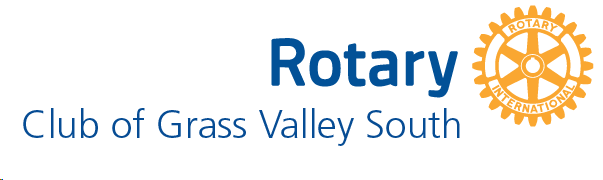 Rotary
Club of Grass Valley South
ROTARY
INTERNATIONAL